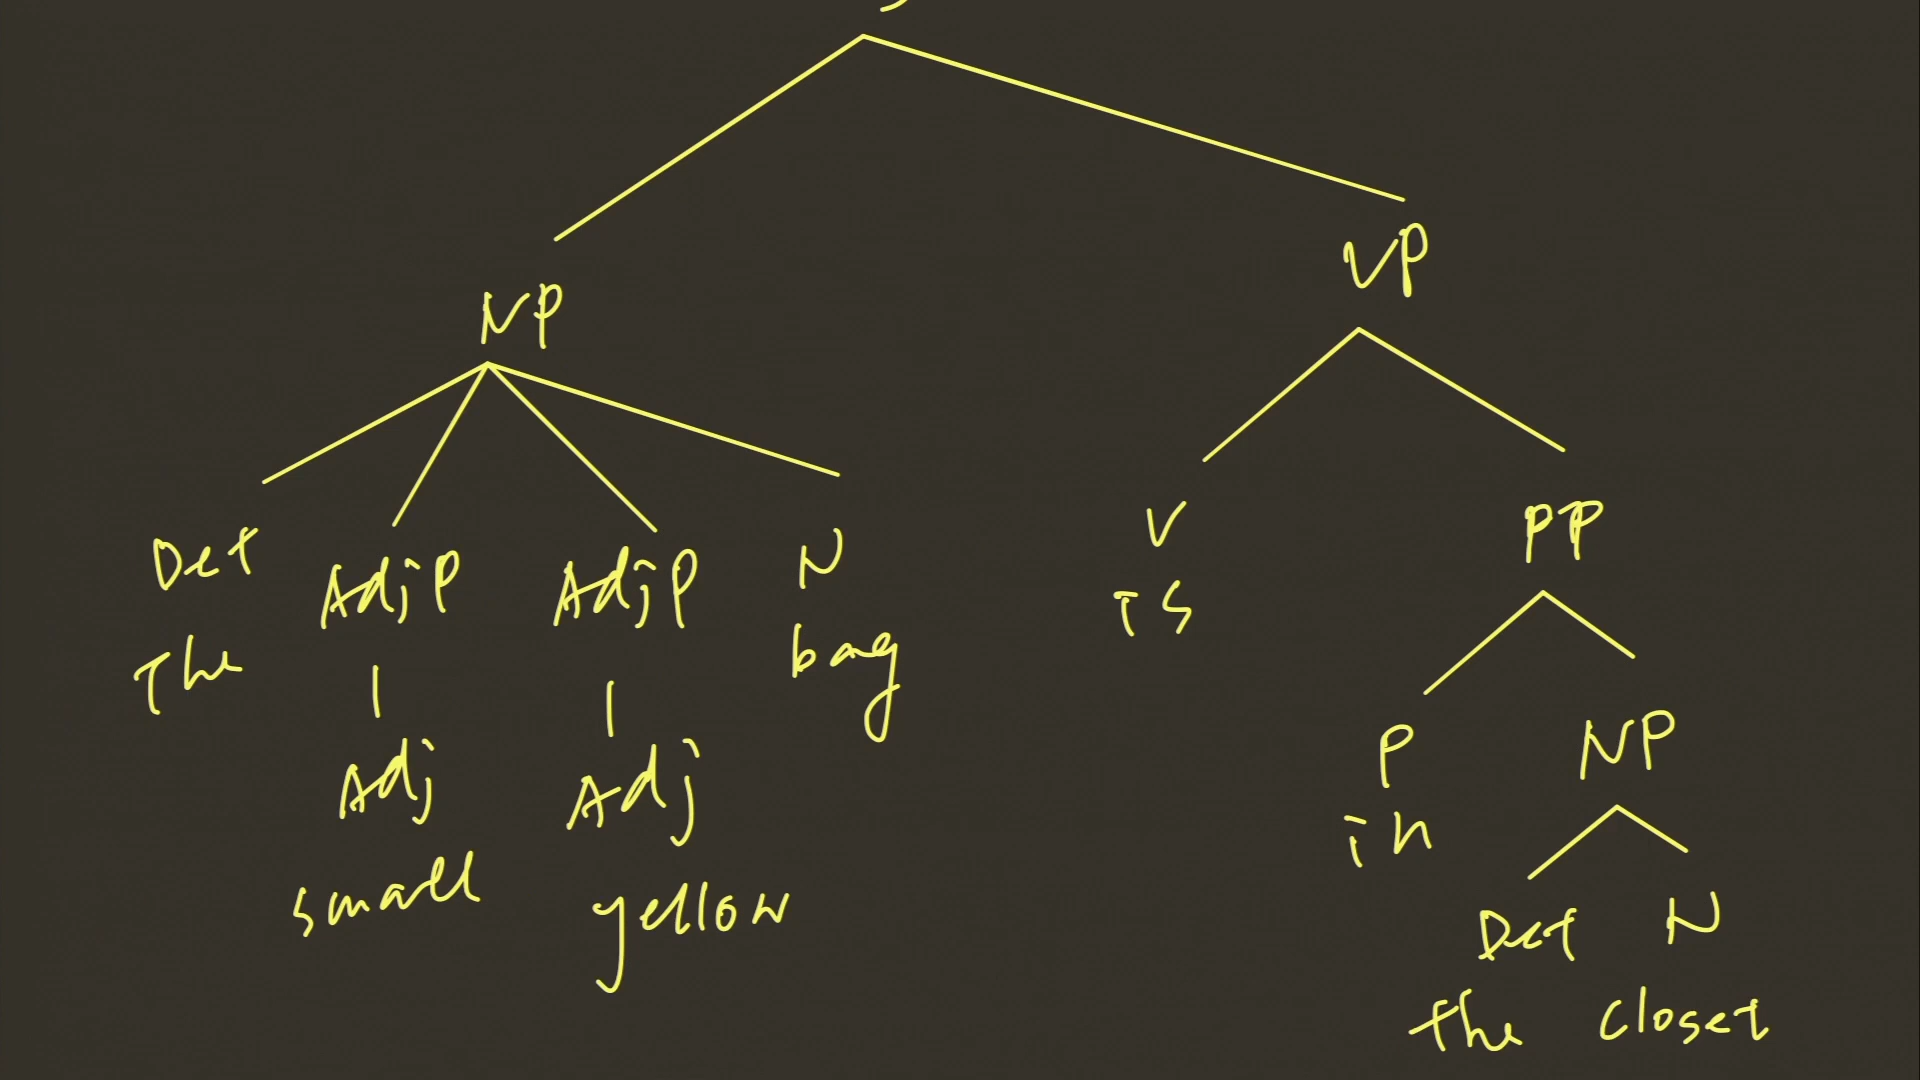 VP
NP
V PP
Det AdjP AdjP N
is
The bag
P NP
Adj Adj
in
small yellow
Det N
the closet